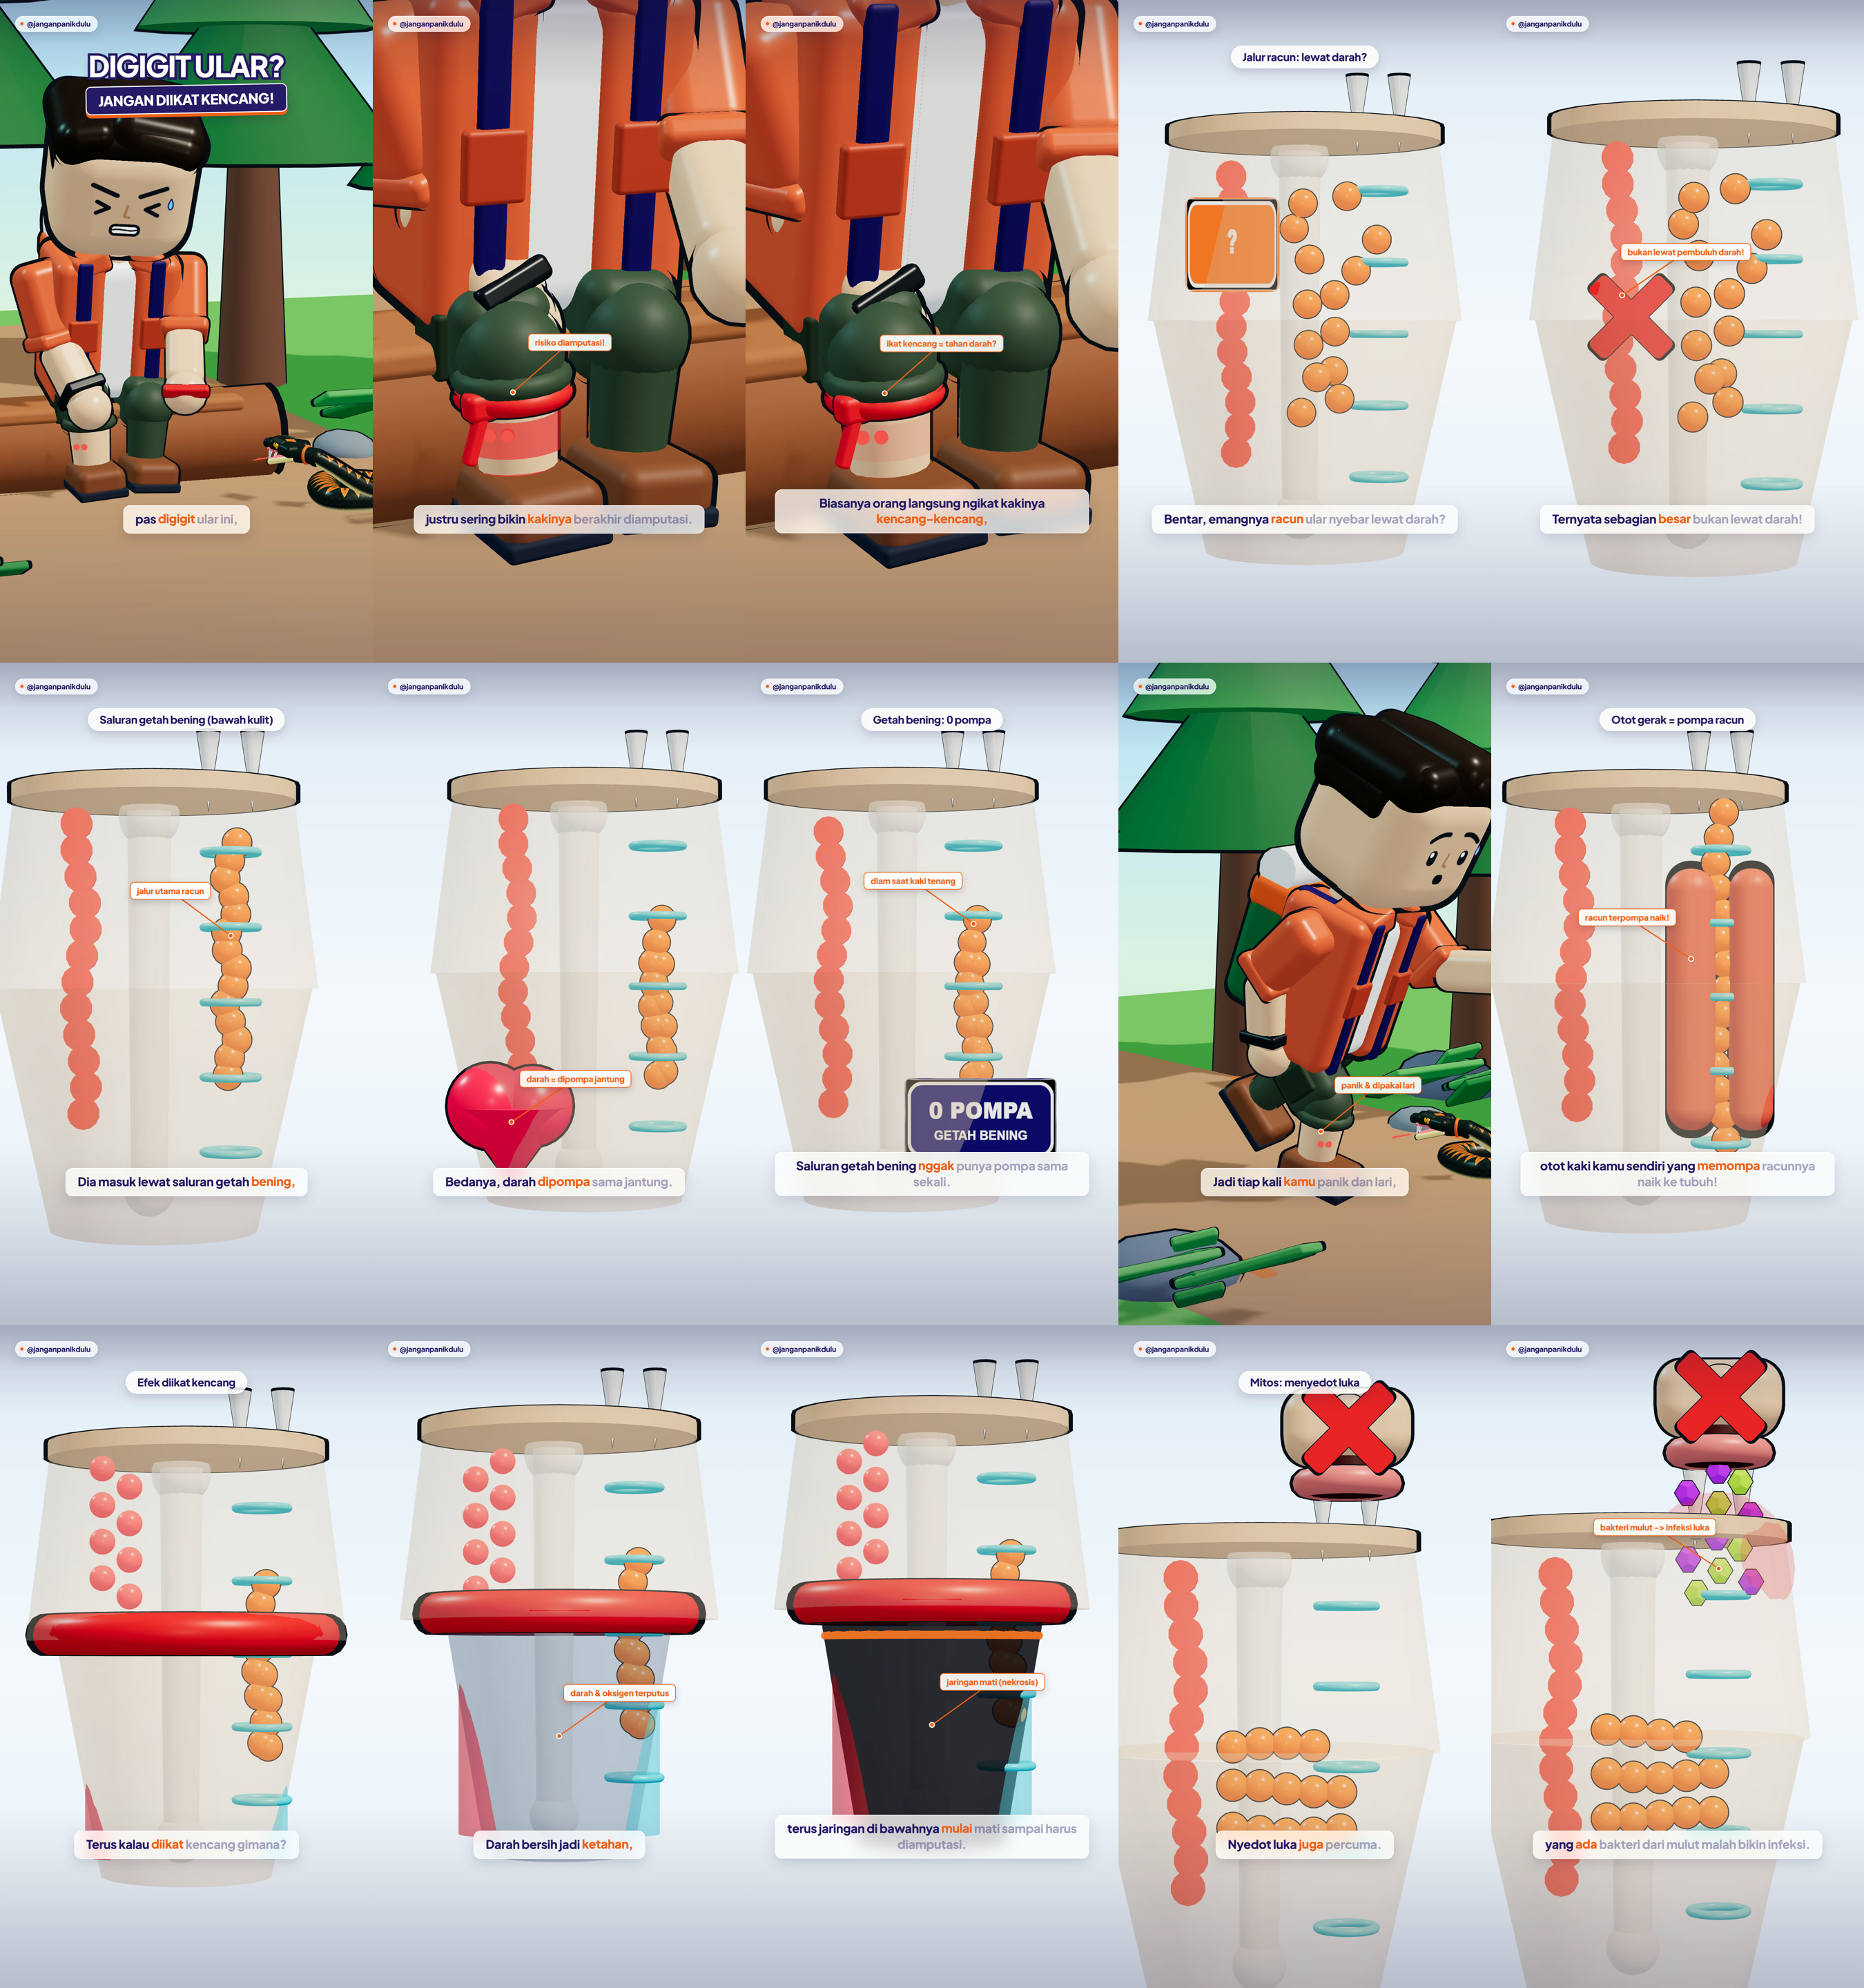 @janganpanikdulu
DIGIGIT ULAR?
JANGAN DIIKAT KENCANG!
pas digigit ular ini,
@janganpanikdulu
risiko diamputasi!
justru sering bikin kakinya berakhir diamputasi.
@janganpanikdulu
ikat kencang = tahan darah?
Biasanya orang langsung ngikat kakinya
kencang-kencang,
@janganpanikdulu
Jalur racun: lewat darah?
?
Bentar, emangnya racun ular nyebar lewat darah?
@janganpanikdulu
bukan lewat pembuluh darah!
Ternyata sebagian besar bukan lewat darah!
@janganpanikdulu
Saluran getah bening (bawah kulit)
jalur utama racun
Dia masuk lewat saluran getah bening,
@janganpanikdulu
darah = dipompa jantung
Bedanya, darah dipompa sama jantung.
@janganpanikdulu
Getah bening: 0 pompa
diam saat kaki tenang
0 POMPA
GETAH BENING
Saluran getah bening nggak punya pompa sama
sekali.
@janganpanikdulu
panik & dipakai lari
Jadi tiap kali kamu panik dan lari,
@janganpanikdulu
Otot gerak = pompa racun
racun terpompa naik!
otot kaki kamu sendiri yang memompa racunnya
naik ke tubuh!
@janganpanikdulu
Efek diikat kencang
Terus kalau diikat kencang gimana?
@janganpanikdulu
darah & oksigen terputus
Darah bersih jadi ketahan,
@janganpanikdulu
jaringan mati (nekrosis)
terus jaringan di bawahnya mulai mati sampai harus
diamputasi.
@janganpanikdulu
Mitos: menyedot luka
Nyedot luka juga percuma.
@janganpanikdulu
bakteri mulut -> infeksi luka
yang ada bakteri dari mulut malah bikin infeksi.